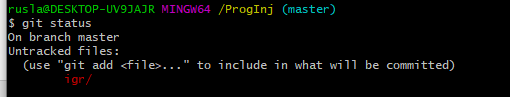 rusla@DESKTOP-UV9JAJR MINGW64 /ProgInj (master)
$ git status
On branch master
Untracked files:
  (use "git add <file>..." to include in what will be committed)
        igr/